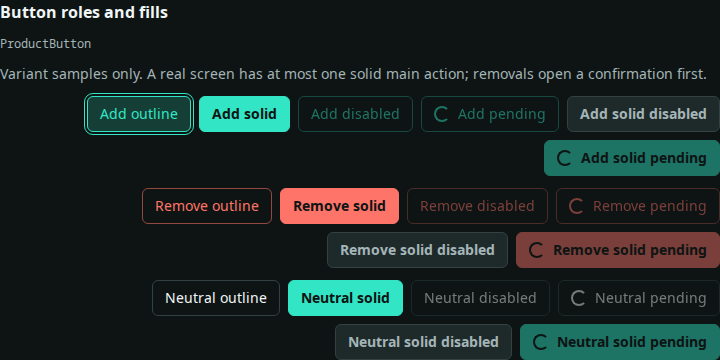 Button roles and fills
ProductButton
Variant samples only. A real screen has at most one solid main action; removals open a confirmation first.
Add outline Add solid Add disabled Add pending Add solid disabled
Add solid pending
Remove outline Remove solid Remove disabled Remove pending
Remove solid disabled Remove solid pending
Neutral outline Neutral solid Neutral disabled Neutral pending
Neutral solid disabled Neutral solid pending